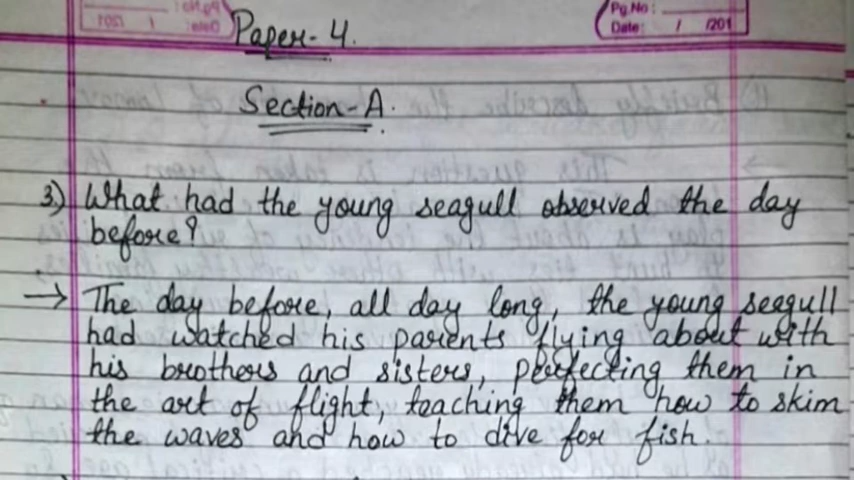 Pg.No :
Date: / /201
Paper-4.
Section-A.
3) What had the young seagull observed the day
before?
→ The day before, all day long, the young seagull
had watched his parents flying about with
his brothers and sisters, perfecting them in
the art of flight, teaching them how to skim
the waves and how to dive for fish.